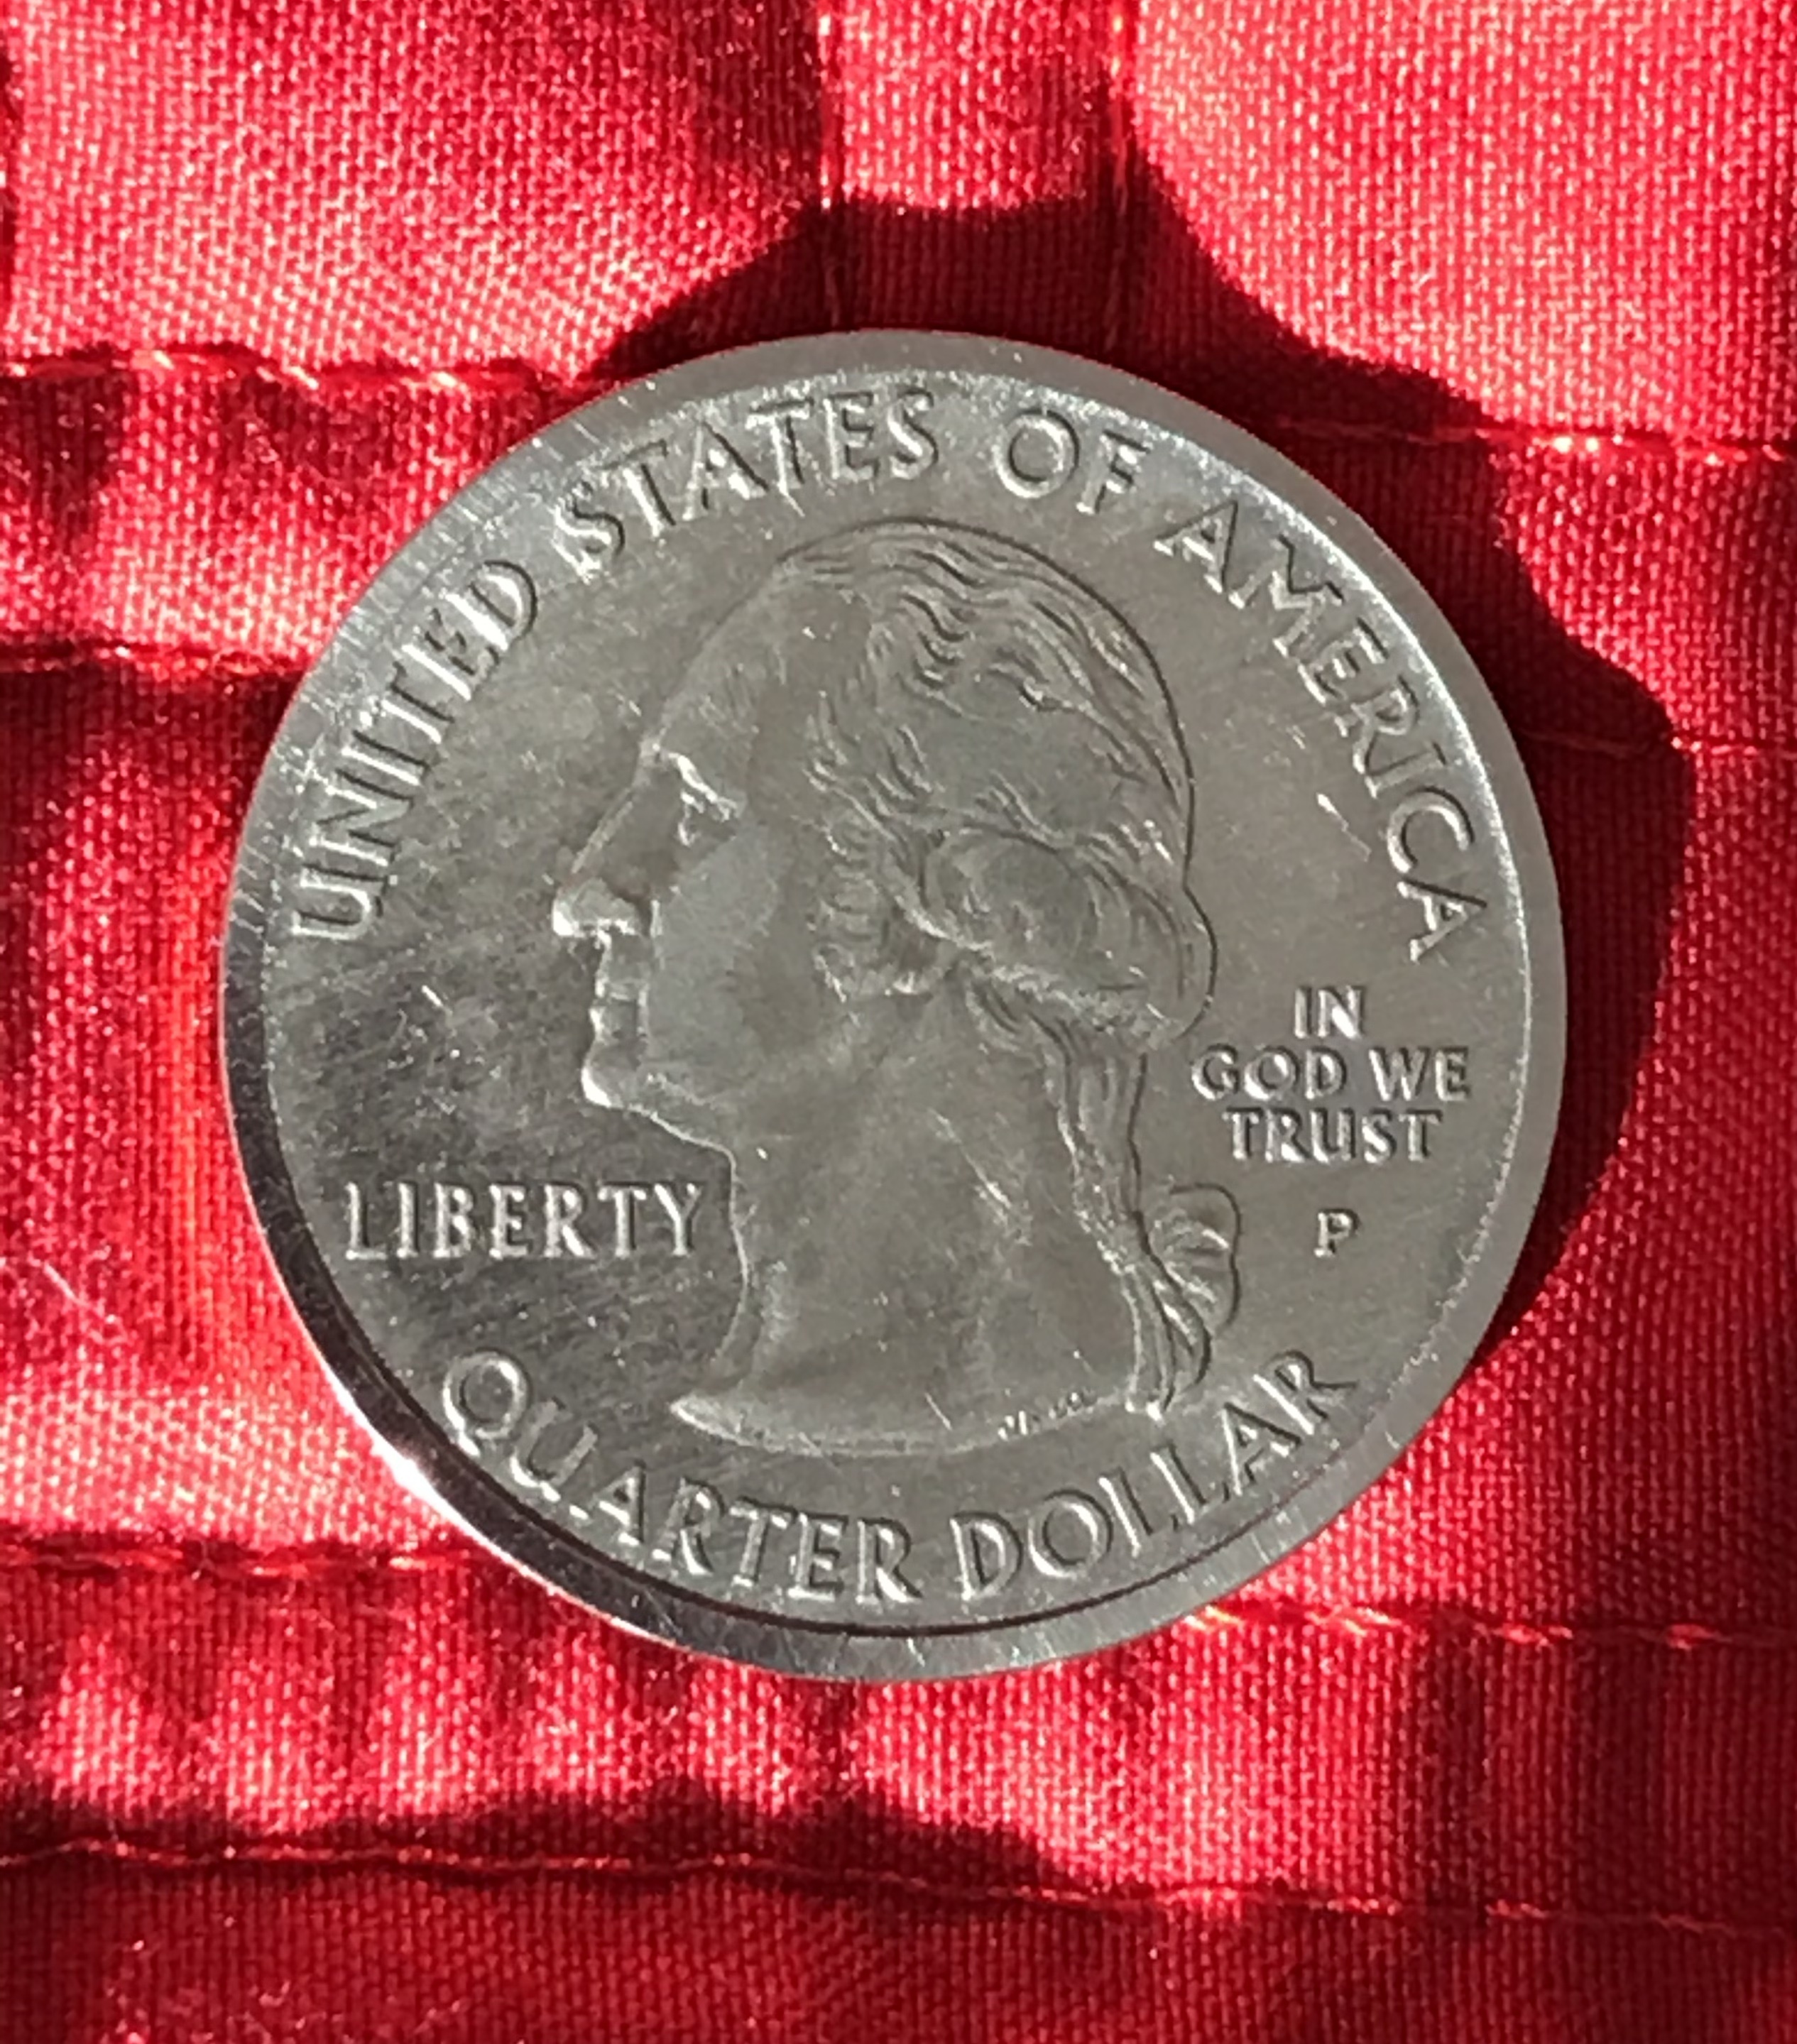 UNITED STATES OF AMERICA
LIBERTY
IN
GOD WE
TRUST
P
QUARTER DOLLAR